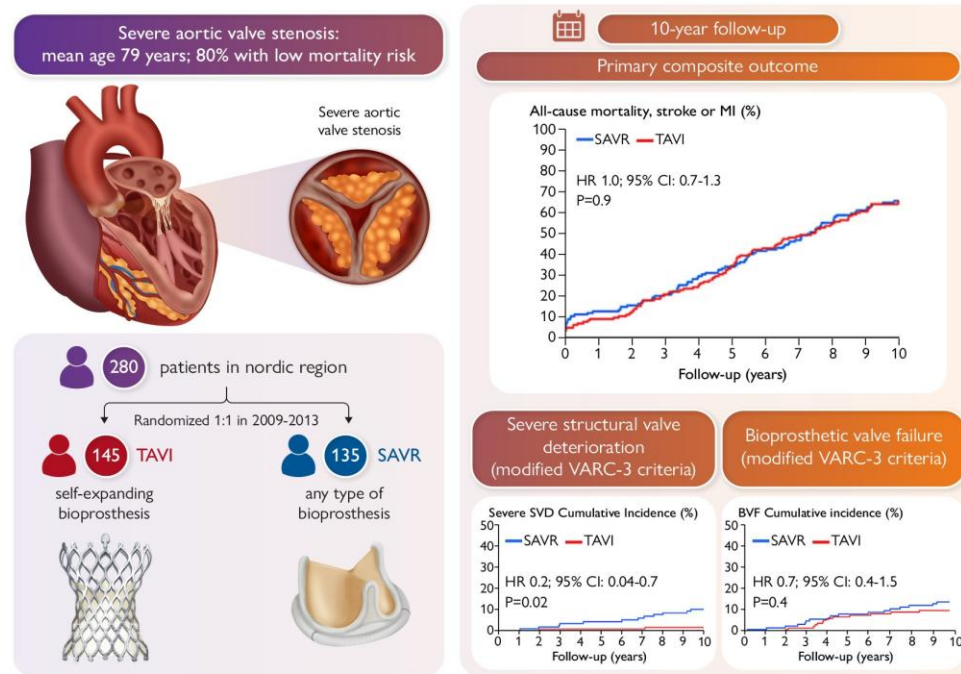 Severe aortic valve stenosis:
mean age 79 years; 80% with low mortality risk
Severe aortic
valve stenosis
280 patients in nordic region
Randomized 1:1 in 2009-2013
145 TAVI
self-expanding
bioprosthesis
135 SAVR
any type of
bioprosthesis
10-year follow-up
Primary composite outcome
All-cause mortality, stroke or MI (%)
100
90
80
70
60
50
40
30
20
10
0
SAVR TAVI
HR 1.0; 95% CI: 0.7-1.3
P=0.9
0 1 2 3 4 5 6 7 8 9 10
Follow-up (years)
Severe structural valve
deterioration
(modified VARC-3 criteria)
Severe SVD Cumulative Incidence (%)
50
40
30
20
10
0
SAVR TAVI
HR 0.2; 95% CI: 0.04-0.7
P=0.02
0 1 2 3 4 5 6 7 8 9 10
Follow-up (years)
Bioprosthetic valve failure
(modified VARC-3 criteria)
BVF Cumulative incidence (%)
50
40
30
20
10
0
SAVR TAVI
HR 0.7; 95% CI: 0.4-1.5
P=0.4
0 1 2 3 4 5 6 7 8 9 10
Follow-up (years)